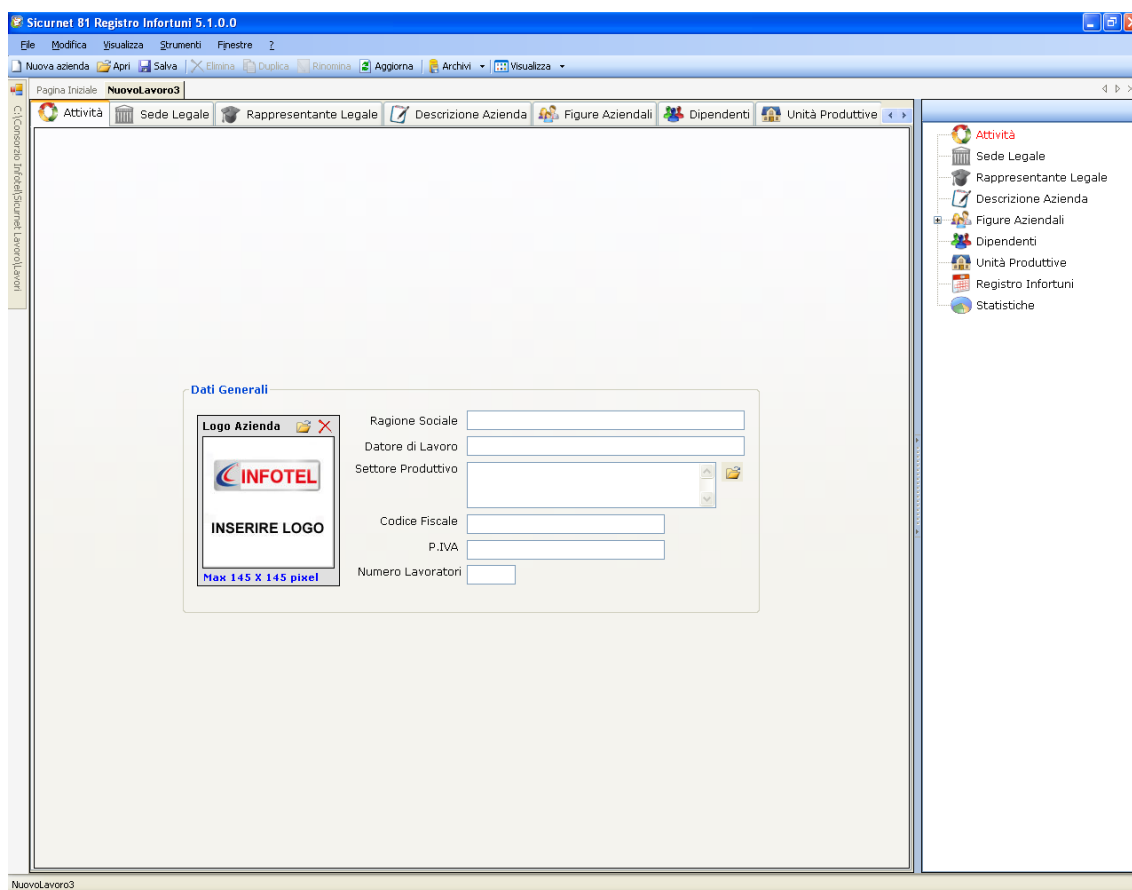 Sicurnet 81 Registro Infortuni 5.1.0.0
File Modifica Visualizza Strumenti Finestre ?
Nuova azienda Apri Salva Elimina Duplica Rinomina Aggiorna Archivi Visualizza
Pagina Iniziale NuovoLavoro3
C:\Consorzio Infotel\Sicurnet Lavoro\Lavori
Attività Sede Legale Rappresentante Legale Descrizione Azienda Figure Aziendali Dipendenti Unità Produttive
Dati Generali
Logo Azienda
INFOTEL
INSERIRE LOGO
Max 145 X 145 pixel
Ragione Sociale
Datore di Lavoro
Settore Produttivo
Codice Fiscale
P.IVA
Numero Lavoratori
Attività
Sede Legale
Rappresentante Legale
Descrizione Azienda
Figure Aziendali
Dipendenti
Unità Produttive
Registro Infortuni
Statistiche
NuovoLavoro3